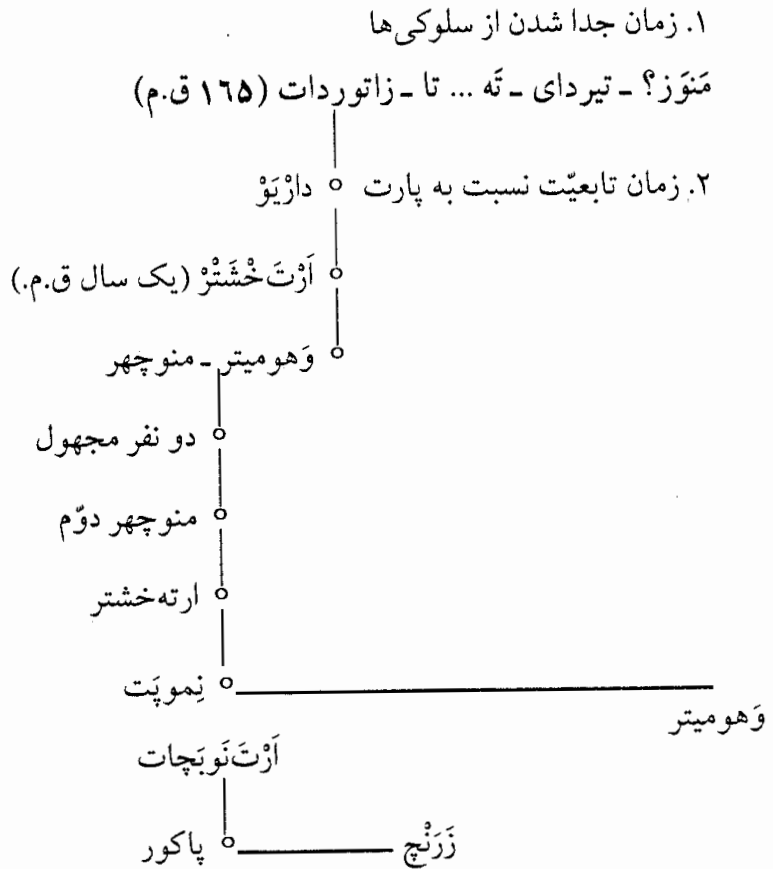 ۱. زمان جدا شدن از سلوکی‌ها
مَنوَز؟ ـ تیردای ـ تَه ... تا ـ زاتوردات (۱۶۵ ق.م)
۲. زمان تابعیّت نسبت به پارت دارْیَوْ
اَرْتَ‌خْشَتْرْ (یک سال ق.م.)
وَهومیتر ـ منوچهر
دو نفر مجهول
منوچهر دوّم
ارته‌خشتر
نِموپَت
وَهومیتر
اَرْتَ‌نَوبَچات
زَرَنْچ پاکور